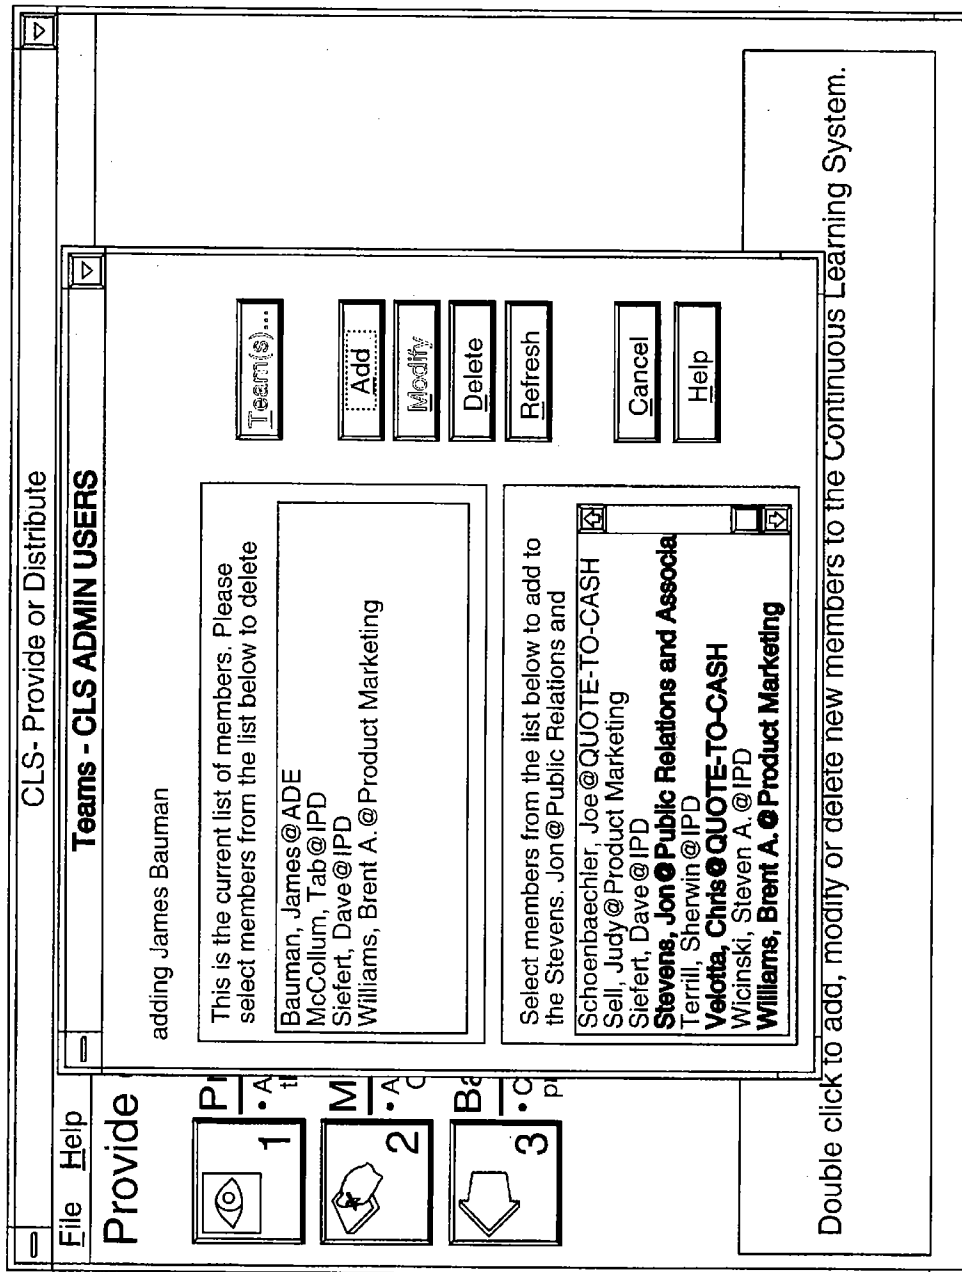 CLS- Provide or Distribute
File Help
Teams - CLS ADMIN USERS
Provide
adding James Bauman
This is the current list of members. Please
select members from the list below to delete
Bauman, James@ADE
McCollum, Tab@IPD
Siefert, Dave@IPD
Williams, Brent A.@Product Marketing
Select members from the list below to add to
the Stevens. Jon@Public Relations and
Schoenbaechler, Joe@QUOTE-TO-CASH
Sell, Judy@Product Marketing
Siefert, Dave@IPD
Stevens, Jon@Public Relations and Associa
Terrill, Sherwin@IPD
Velotta, Chris@QUOTE-TO-CASH
Wicinski, Steven A.@IPD
Williams, Brent A.@Product Marketing
Team(s)...
Add
Modify
Delete
Refresh
Cancel
Help
1
2
3
Double click to add, modify or delete new members to the Continuous Learning System.